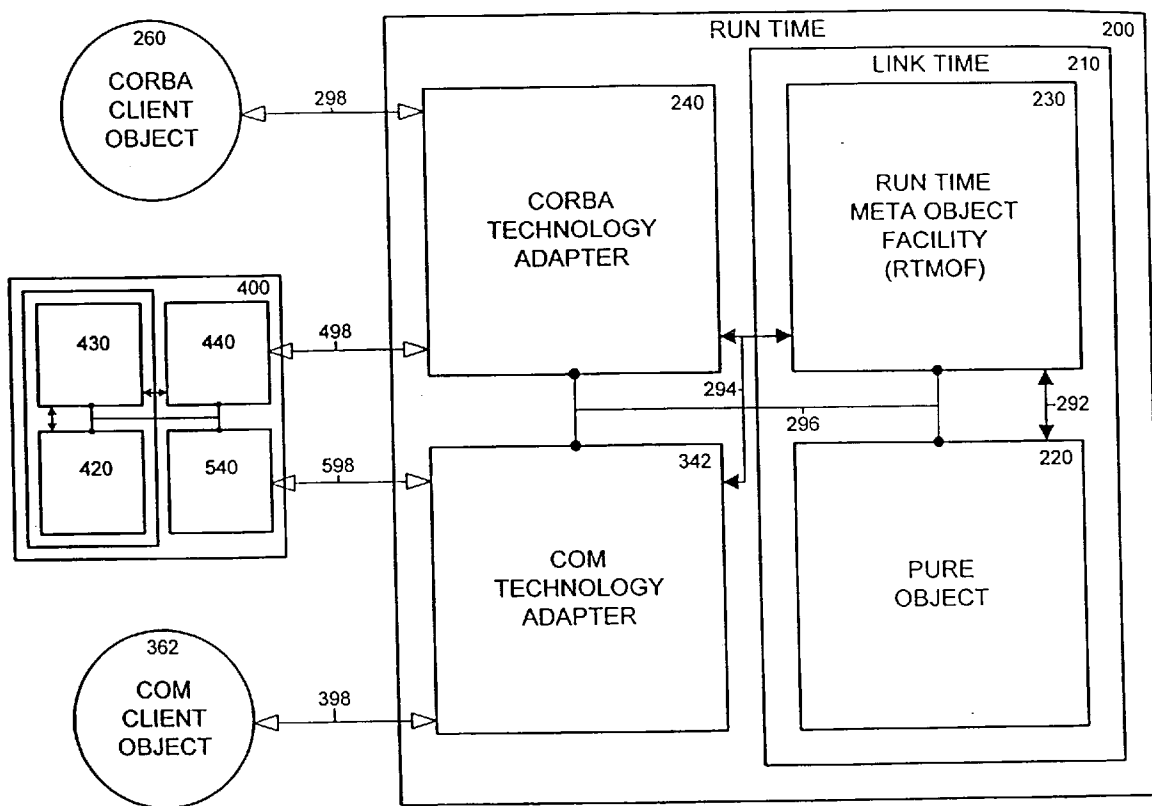 RUN TIME
200
LINK TIME
210
260
CORBA
CLIENT
OBJECT
298
240
CORBA
TECHNOLOGY
ADAPTER
230
RUN TIME
META OBJECT
FACILITY
(RTMOF)
400
430
440
420
540
498
598
294
296
292
342
COM
TECHNOLOGY
ADAPTER
220
PURE
OBJECT
362
COM
CLIENT
OBJECT
398